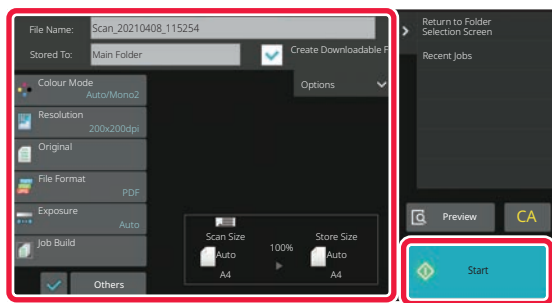 File Name:
Scan_20210408_115254
Stored To:
Main Folder
Create Downloadable F
Options
Colour Mode
Auto/Mono2
Resolution
200x200dpi
Original
File Format
PDF
Exposure
Auto
Job Build
Others
Scan Size
Auto
A4
100%
Store Size
Auto
A4
Return to Folder
Selection Screen
Recent Jobs
Preview
CA
Start